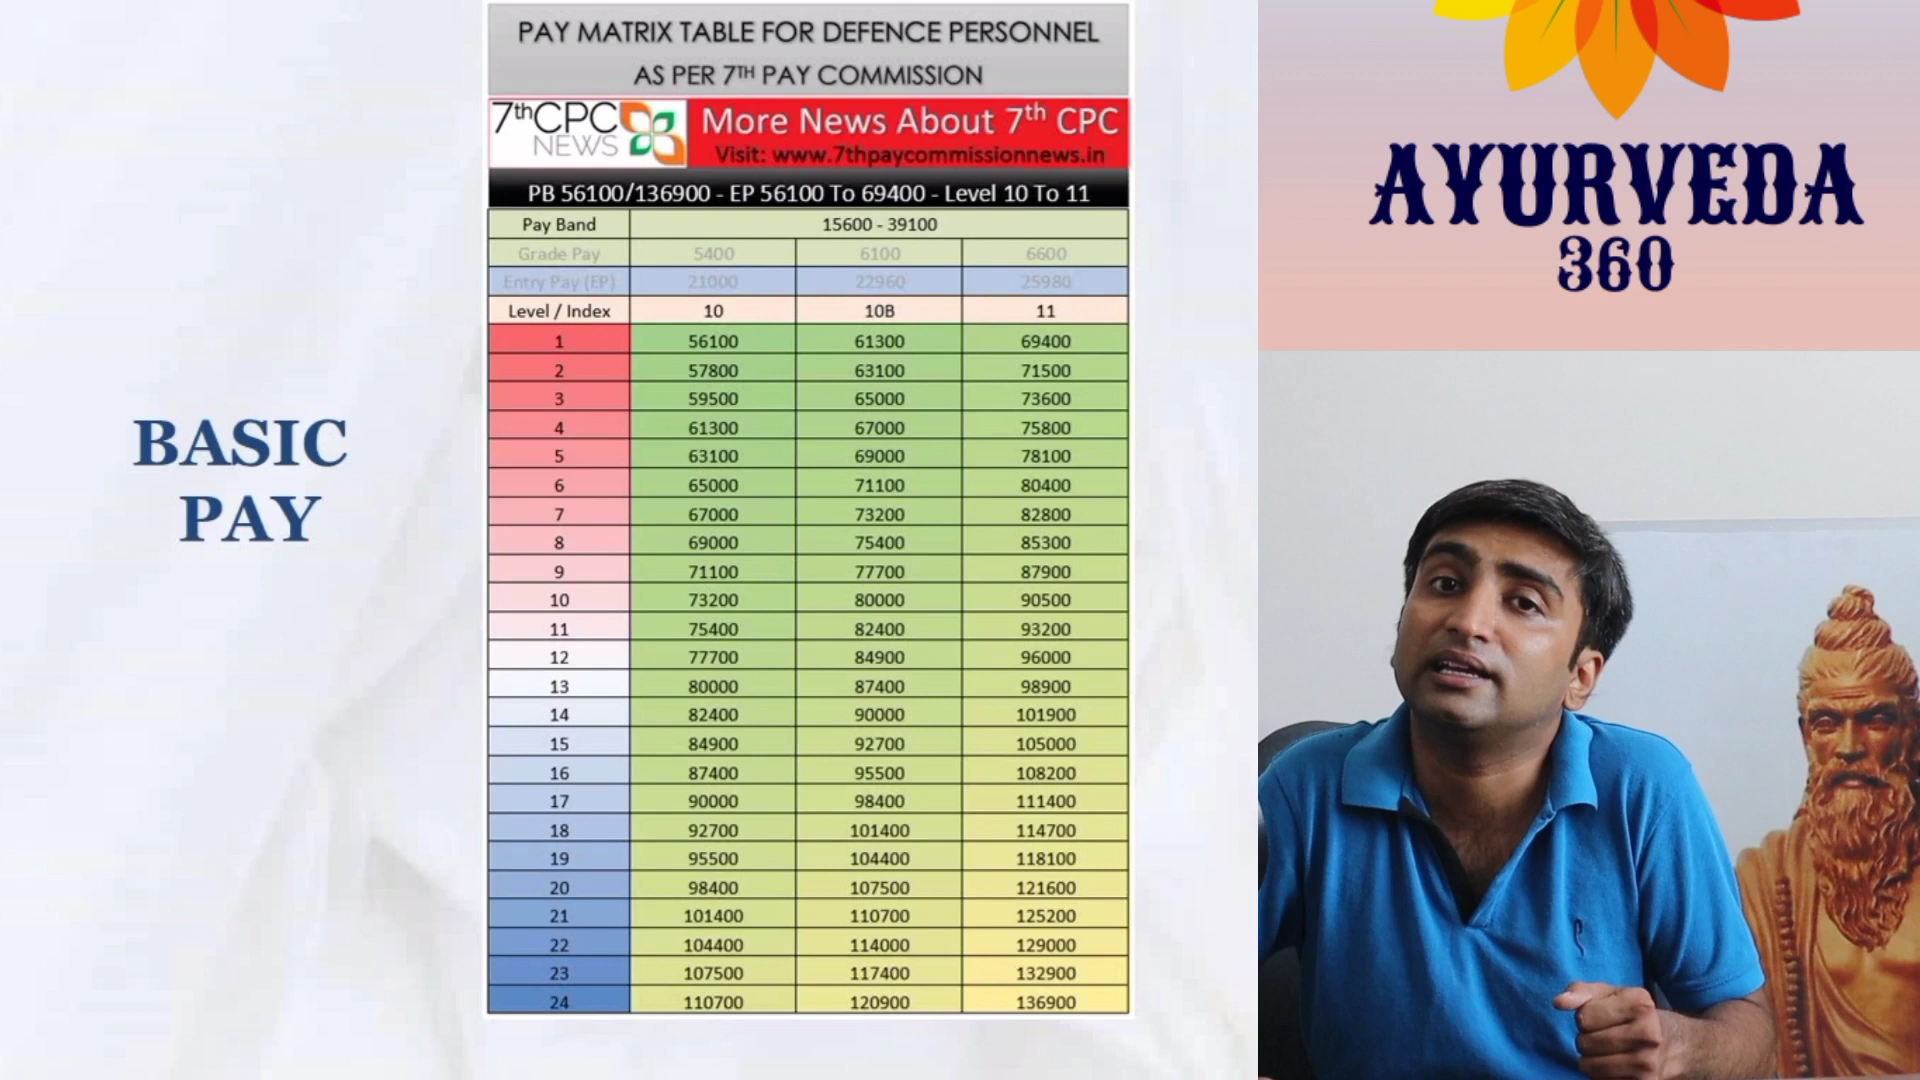 BASIC
PAY
PAY MATRIX TABLE FOR DEFENCE PERSONNEL
AS PER 7TH PAY COMMISSION
7thCPC
NEWS
More News About 7th CPC
Visit: www.7thpaycommissionnews.in
PB 56100/136900 - EP 56100 To 69400 - Level 10 To 11
Pay Band 15600 - 39100
Grade Pay 5400 6100 6600
Entry Pay (EP) 21000 22960 25980
Level / Index 10 10B 11
1 56100 61300 69400
2 57800 63100 71500
3 59500 65000 73600
4 61300 67000 75800
5 63100 69000 78100
6 65000 71100 80400
7 67000 73200 82800
8 69000 75400 85300
9 71100 77700 87900
10 73200 80000 90500
11 75400 82400 93200
12 77700 84900 96000
13 80000 87400 98900
14 82400 90000 101900
15 84900 92700 105000
16 87400 95500 108200
17 90000 98400 111400
18 92700 101400 114700
19 95500 104400 118100
20 98400 107500 121600
21 101400 110700 125200
22 104400 114000 129000
23 107500 117400 132900
24 110700 120900 136900
AYURVEDA
360